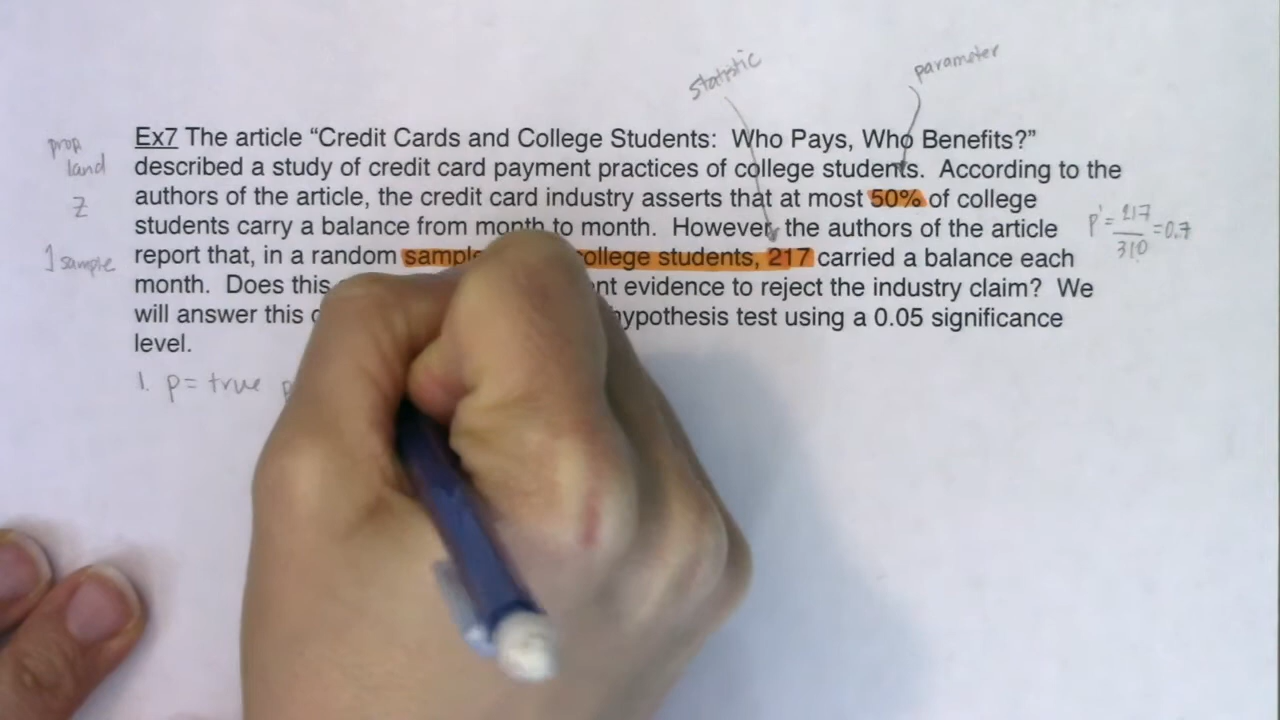 statistic
parameter
Ex7 The article “Credit Cards and College Students: Who Pays, Who Benefits?”
described a study of credit card payment practices of college students. According to the
authors of the article, the credit card industry asserts that at most 50% of college
students carry a balance from month to month. However, the authors of the article
report that, in a random sample college students, 217 carried a balance each
month. Does this evidence to reject the industry claim? We
will answer this hypothesis test using a 0.05 significance
level.
prop
land
Z
1 sample
p' = 217/310 = 0.7
1. p = true